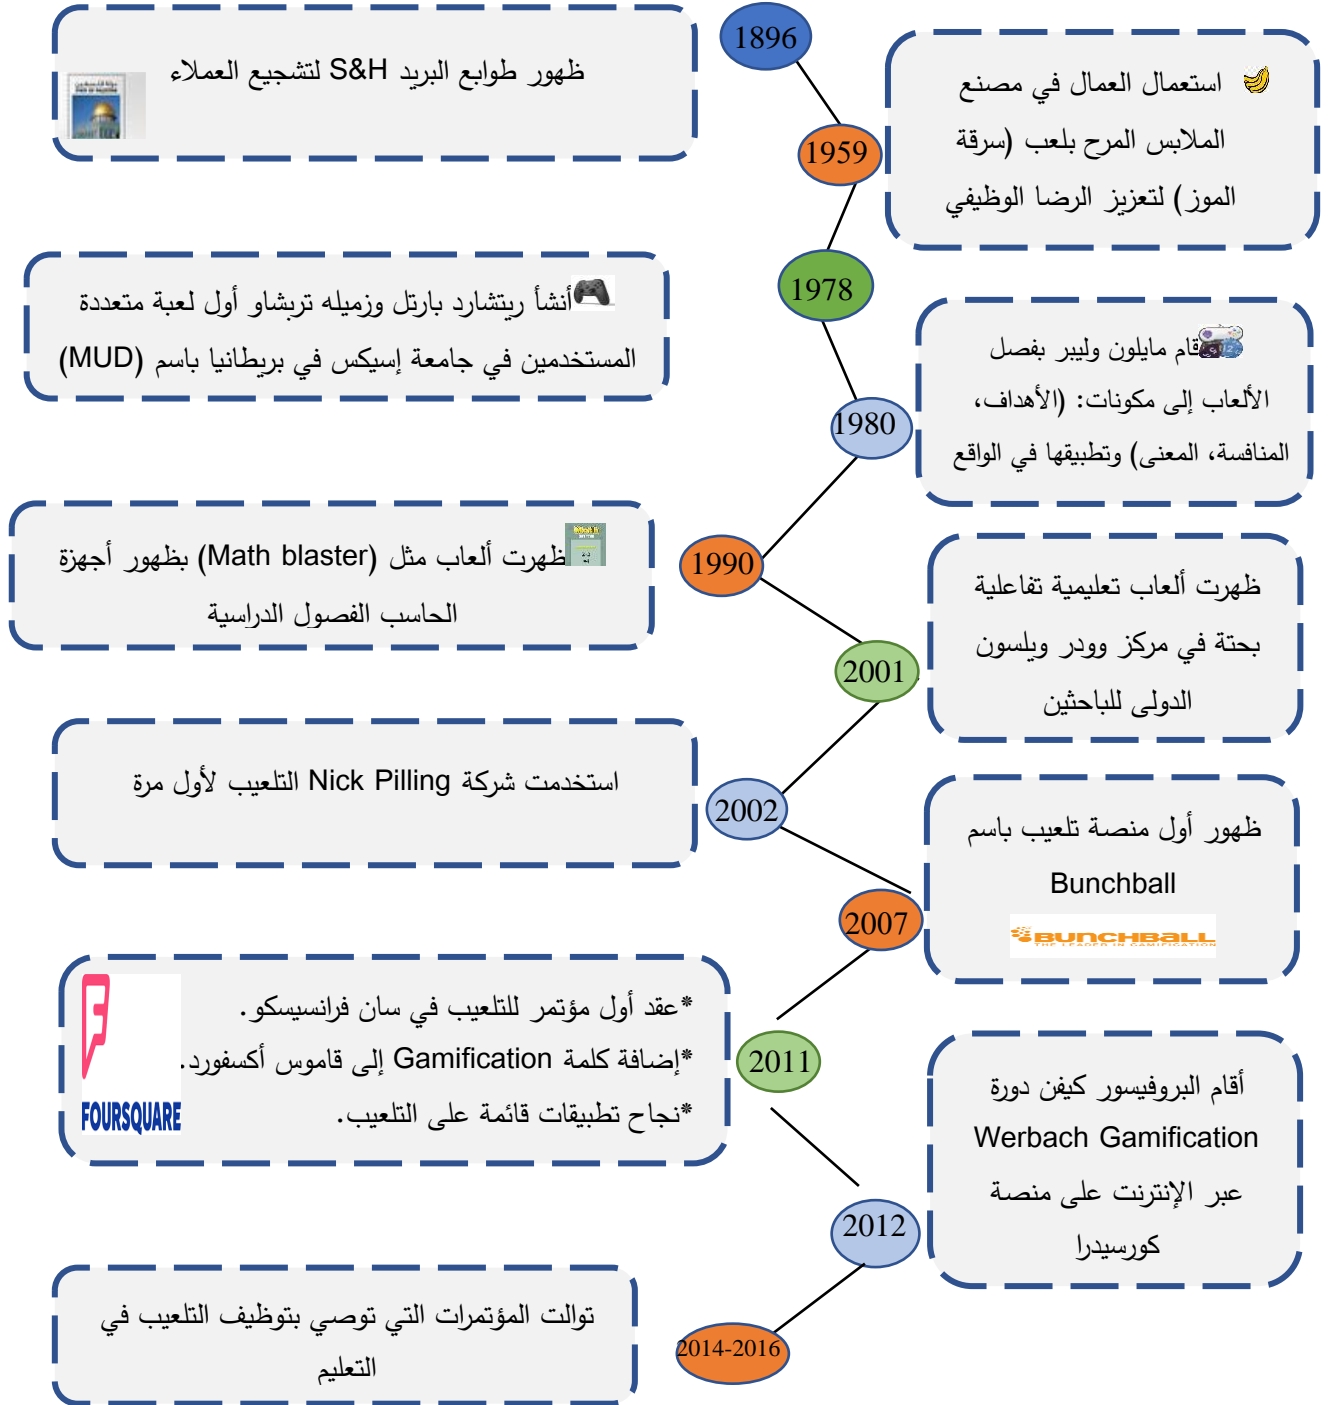 1896
ظهور طوابع البريد S&H لتشجيع العملاء
1959
استعمال العمال في مصنع
الملابس المرح بلعب (سرقة
الموز) لتعزيز الرضا الوظيفي
1978
أنشأ ريتشارد بارتل وزميله تربشاو أول لعبة متعددة
المستخدمين في جامعة إسيكس في بريطانيا باسم (MUD)
1980
قام مايلون وليبر بفصل
الألعاب إلى مكونات: (الأهداف،
المنافسة، المعنى) وتطبيقها في الواقع
1990
ظهرت ألعاب مثل (Math blaster) بظهور أجهزة
الحاسب الفصول الدراسية
2001
ظهرت ألعاب تعليمية تفاعلية
بحتة في مركز وودر ويلسون
الدولى للباحثين
2002
استخدمت شركة Nick Pilling التلعيب لأول مرة
2007
ظهور أول منصة تلعيب باسم
Bunchball
BUNCHBALL
THE LEADER IN GAMIFICATION
2011
*عقد أول مؤتمر للتلعيب في سان فرانسيسكو.
*إضافة كلمة Gamification إلى قاموس أكسفورد.
*نجاح تطبيقات قائمة على التلعيب.
FOURSQUARE
2012
أقام البروفيسور كيفن دورة
Werbach Gamification
عبر الإنترنت على منصة
كورسيدرا
2014-2016
توالت المؤتمرات التي توصي بتوظيف التلعيب في
التعليم